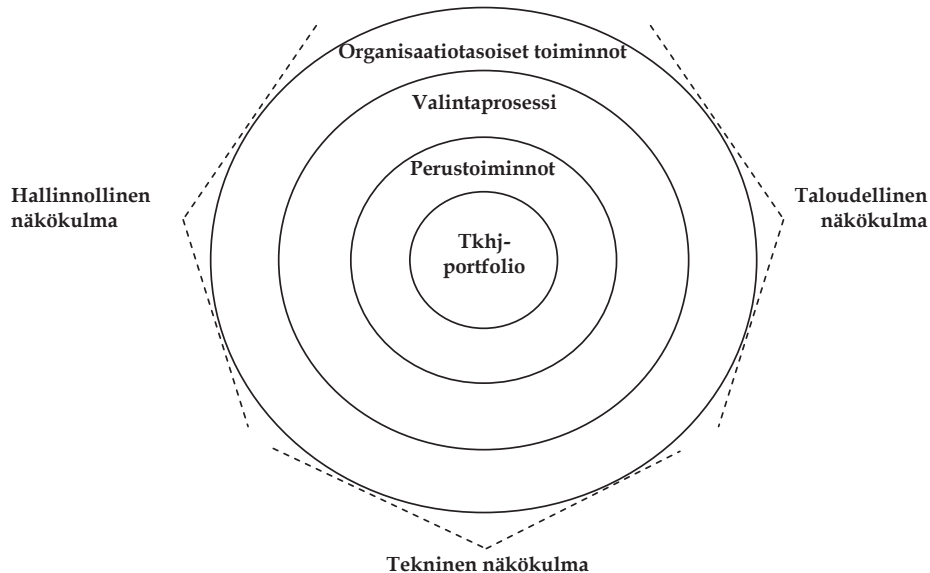 Organisaatiotasoiset toiminnot
Valintaprosessi
Perustoiminnot
Hallinnollinen
näkökulma
Taloudellinen
näkökulma
Tkhj-
portfolio
Tekninen näkökulma